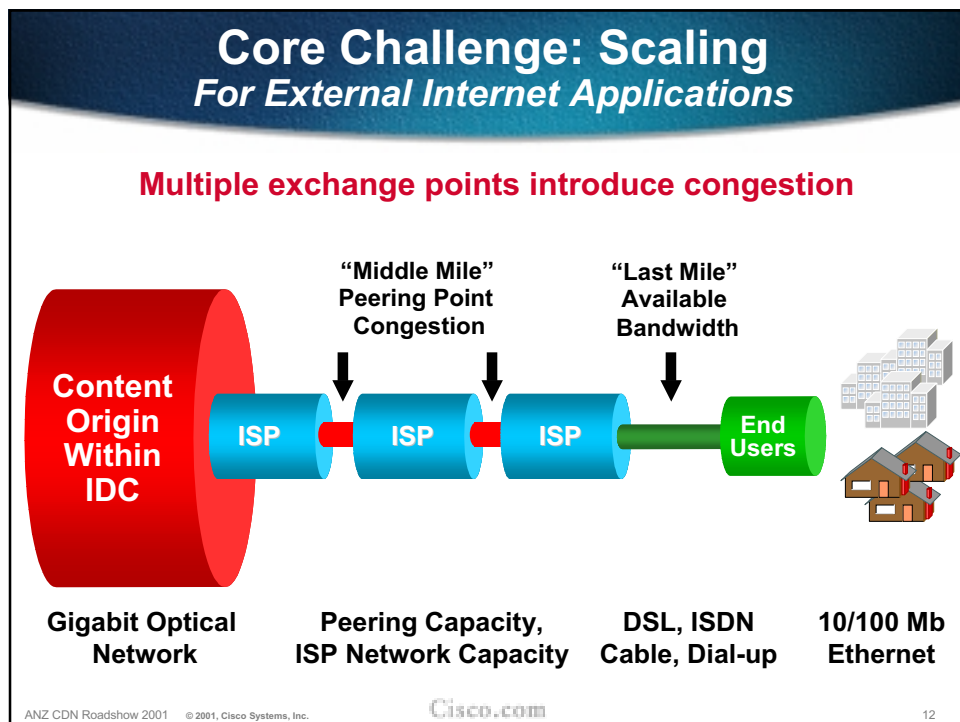 Core Challenge: Scaling
For External Internet Applications
Multiple exchange points introduce congestion
“Middle Mile”
Peering Point
Congestion
“Last Mile”
Available
Bandwidth
Content
Origin
Within
IDC
ISP
ISP
ISP
End
Users
Gigabit Optical
Network
Peering Capacity,
ISP Network Capacity
DSL, ISDN
Cable, Dial-up
10/100 Mb
Ethernet
ANZ CDN Roadshow 2001 © 2001, Cisco Systems, Inc.
Cisco.com
12